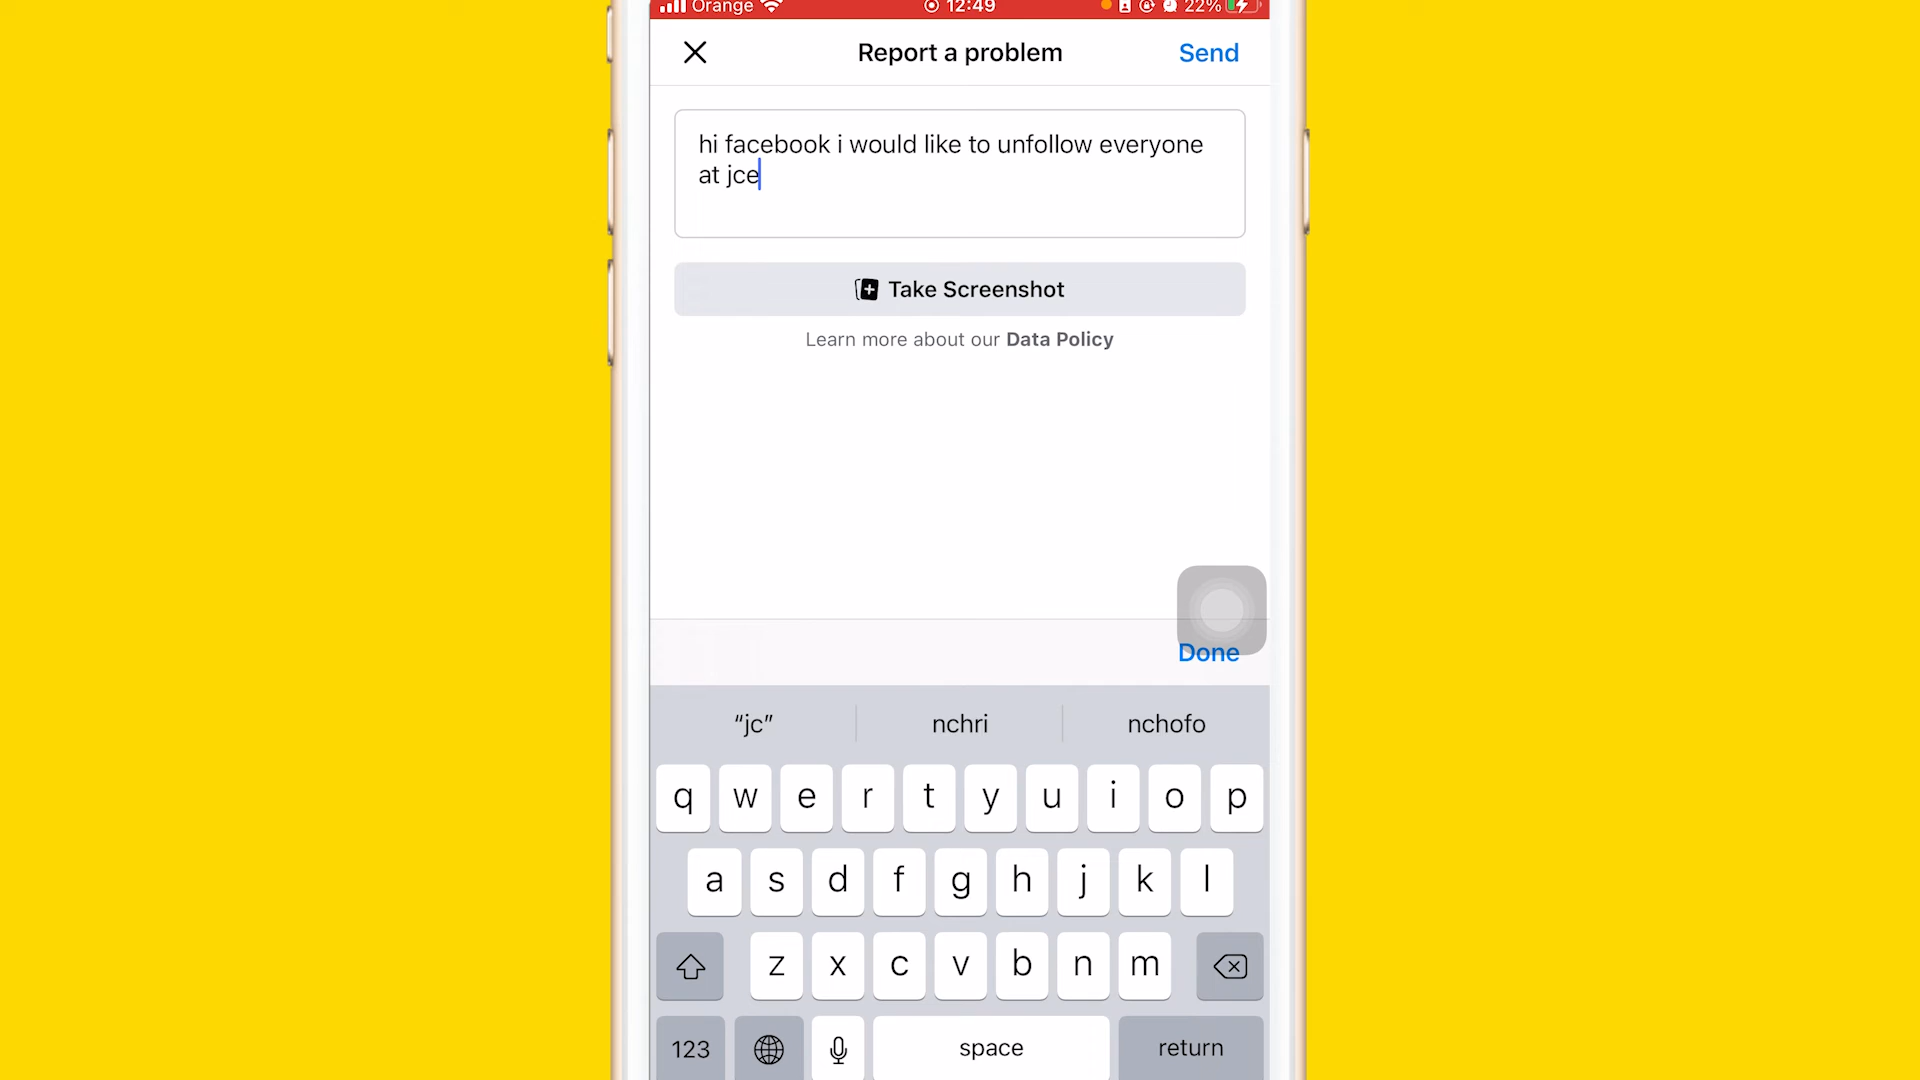 Orange 12:49 22%
Report a problem Send
hi facebook i would like to unfollow everyone
at jce
Take Screenshot
Learn more about our Data Policy
Done
"jc" nchri nchofo
q w e r t y u i o p
a s d f g h j k l
z x c v b n m
123 space return